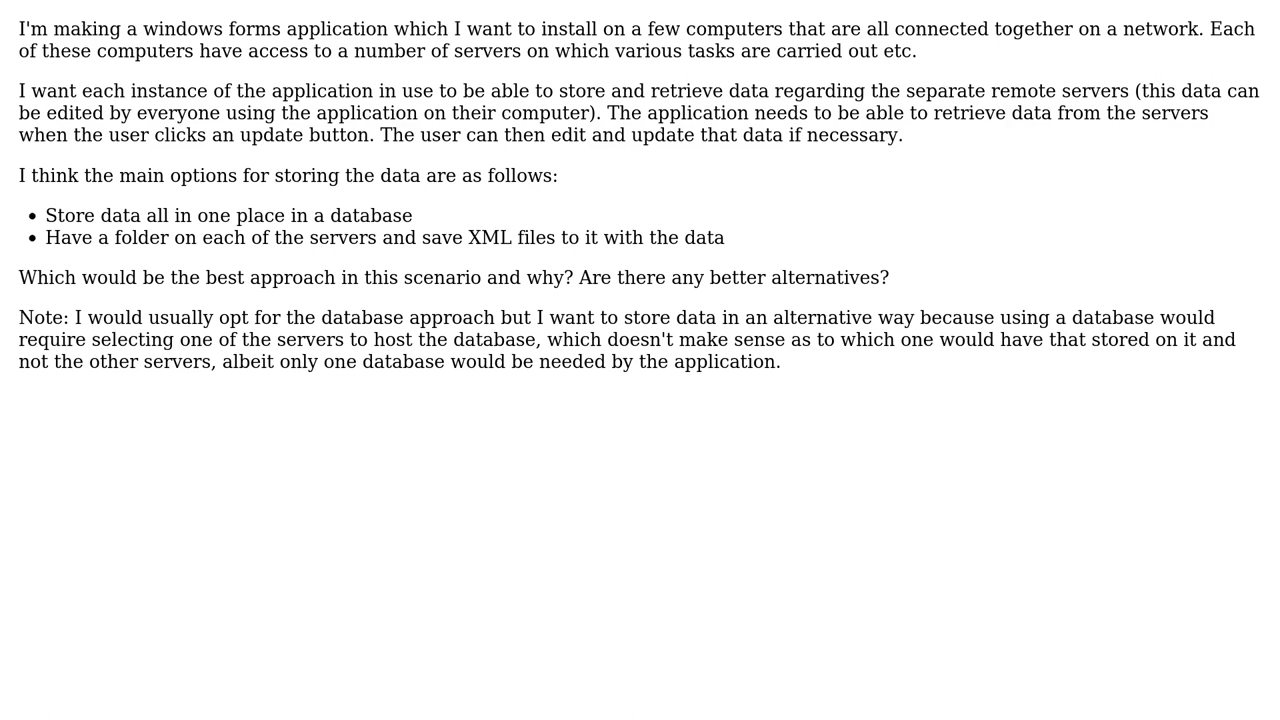 I'm making a windows forms application which I want to install on a few computers that are all connected together on a network. Each
of these computers have access to a number of servers on which various tasks are carried out etc.
I want each instance of the application in use to be able to store and retrieve data regarding the separate remote servers (this data can
be edited by everyone using the application on their computer). The application needs to be able to retrieve data from the servers
when the user clicks an update button. The user can then edit and update that data if necessary.
I think the main options for storing the data are as follows:
• Store data all in one place in a database
• Have a folder on each of the servers and save XML files to it with the data
Which would be the best approach in this scenario and why? Are there any better alternatives?
Note: I would usually opt for the database approach but I want to store data in an alternative way because using a database would
require selecting one of the servers to host the database, which doesn't make sense as to which one would have that stored on it and
not the other servers, albeit only one database would be needed by the application.